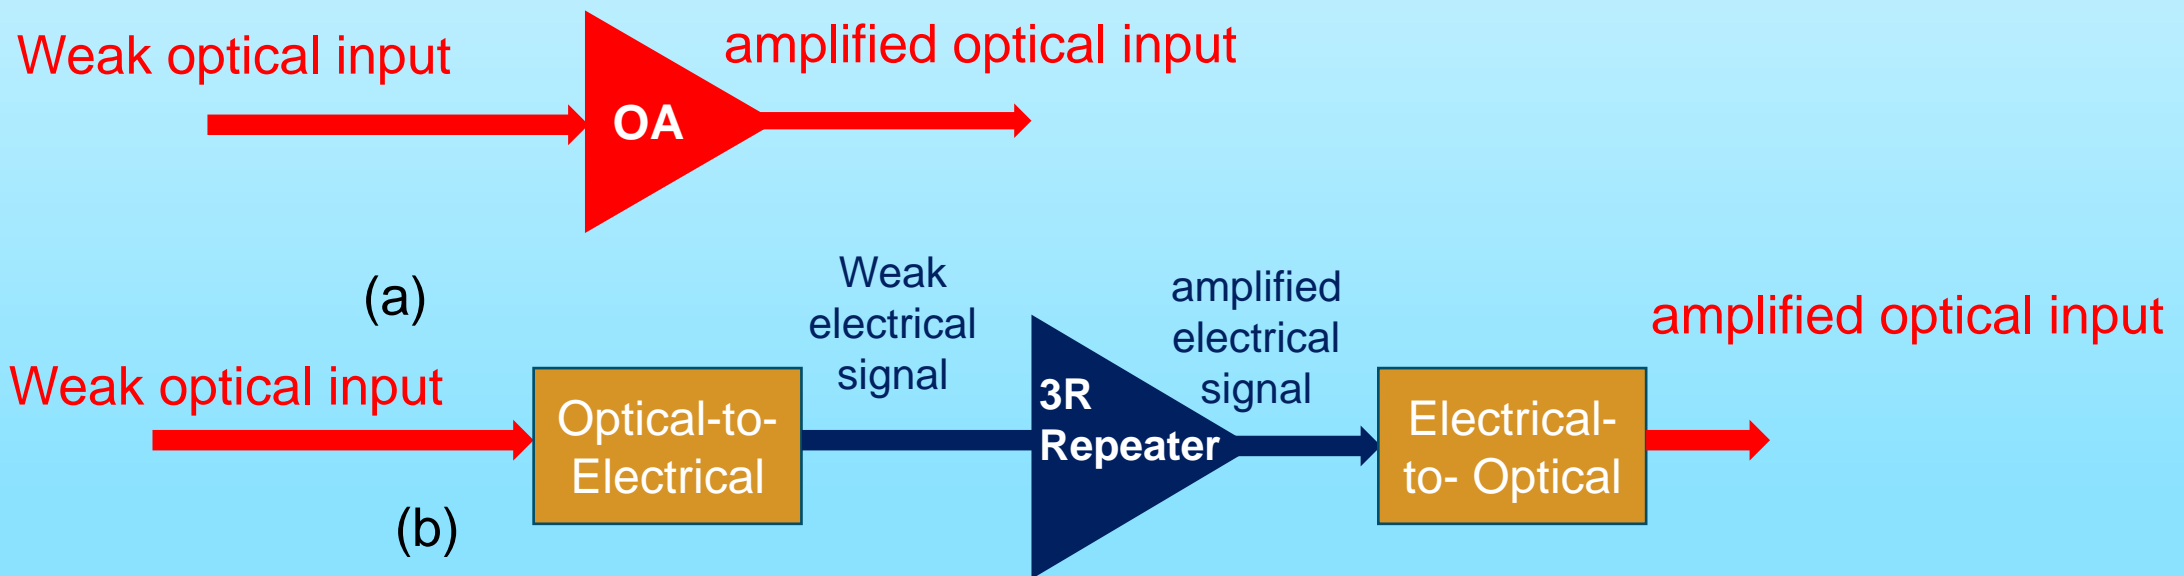 Weak optical input
amplified optical input
OA
(a)
Weak
electrical
signal
amplified
electrical
signal
amplified optical input
Weak optical input
Optical-to-
Electrical
3R
Repeater
Electrical-
to- Optical
(b)